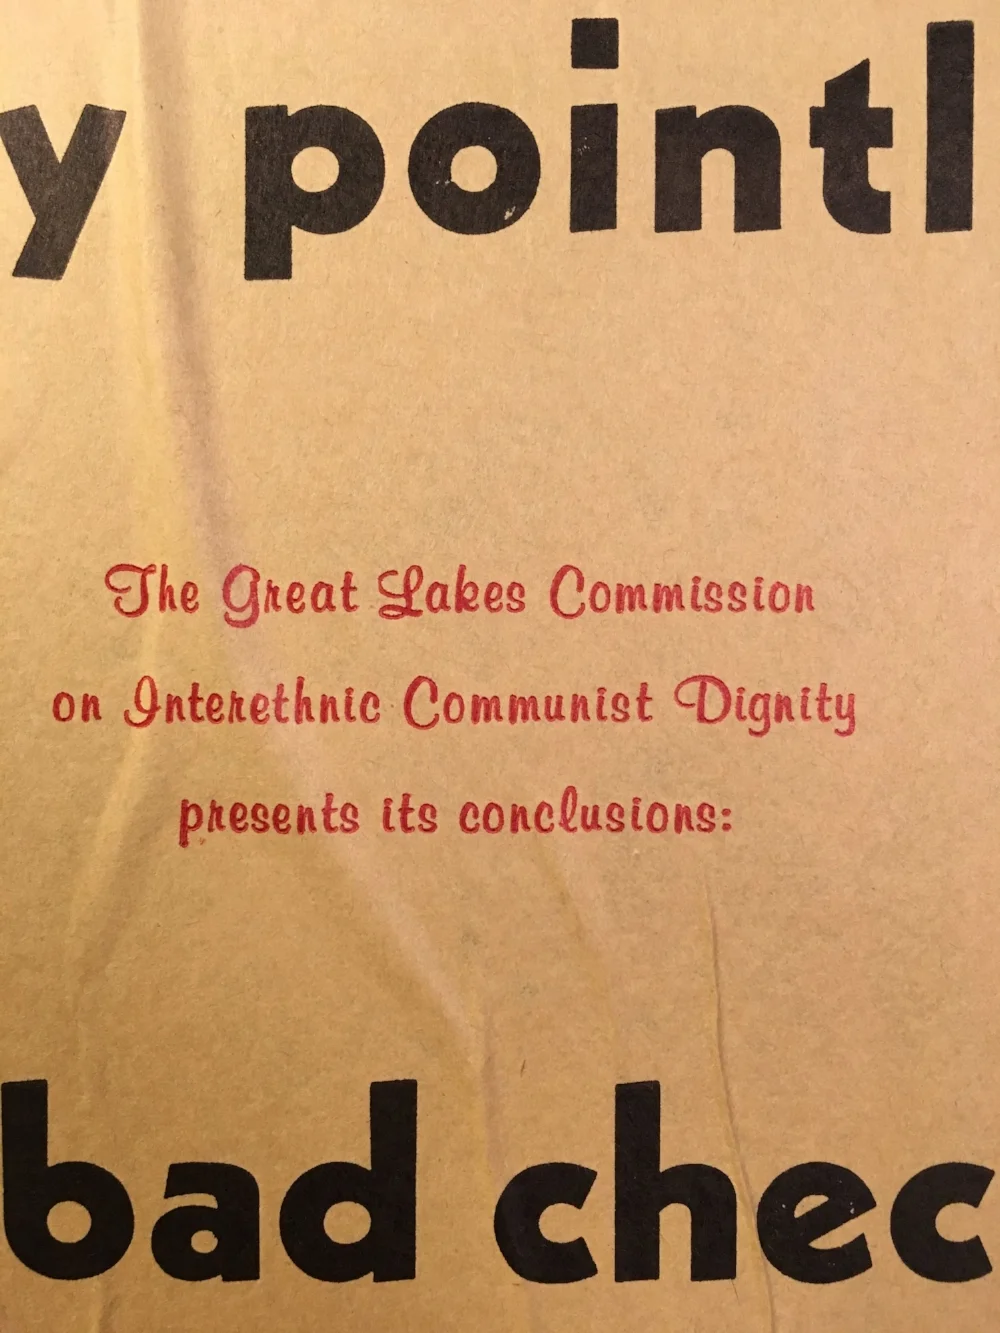 y pointl
The Great Lakes Commission
on Interethnic Communist Dignity
presents its conclusions:
bad chec